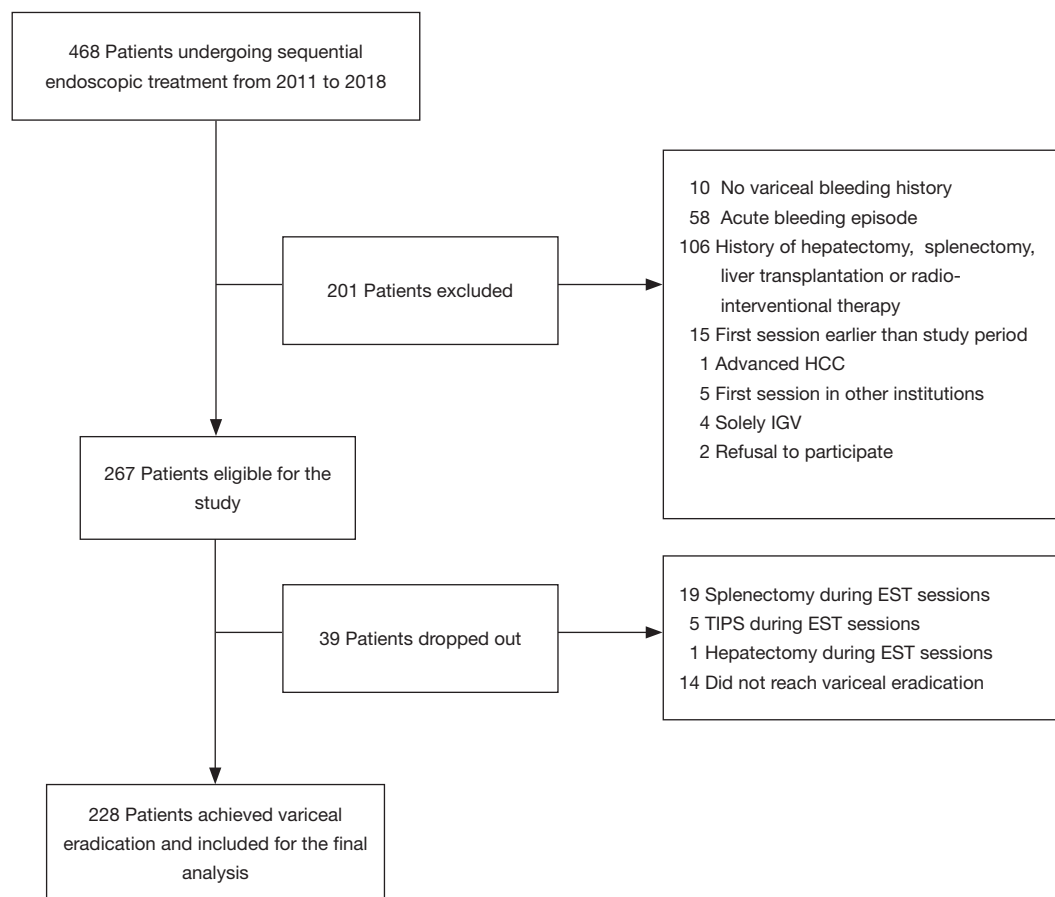 468 Patients undergoing sequential
endoscopic treatment from 2011 to 2018
201 Patients excluded
10 No variceal bleeding history
58 Acute bleeding episode
106 History of hepatectomy, splenectomy,
liver transplantation or radio-
interventional therapy
15 First session earlier than study period
1 Advanced HCC
5 First session in other institutions
4 Solely IGV
2 Refusal to participate
267 Patients eligible for the
study
39 Patients dropped out
19 Splenectomy during EST sessions
5 TIPS during EST sessions
1 Hepatectomy during EST sessions
14 Did not reach variceal eradication
228 Patients achieved variceal
eradication and included for the final
analysis